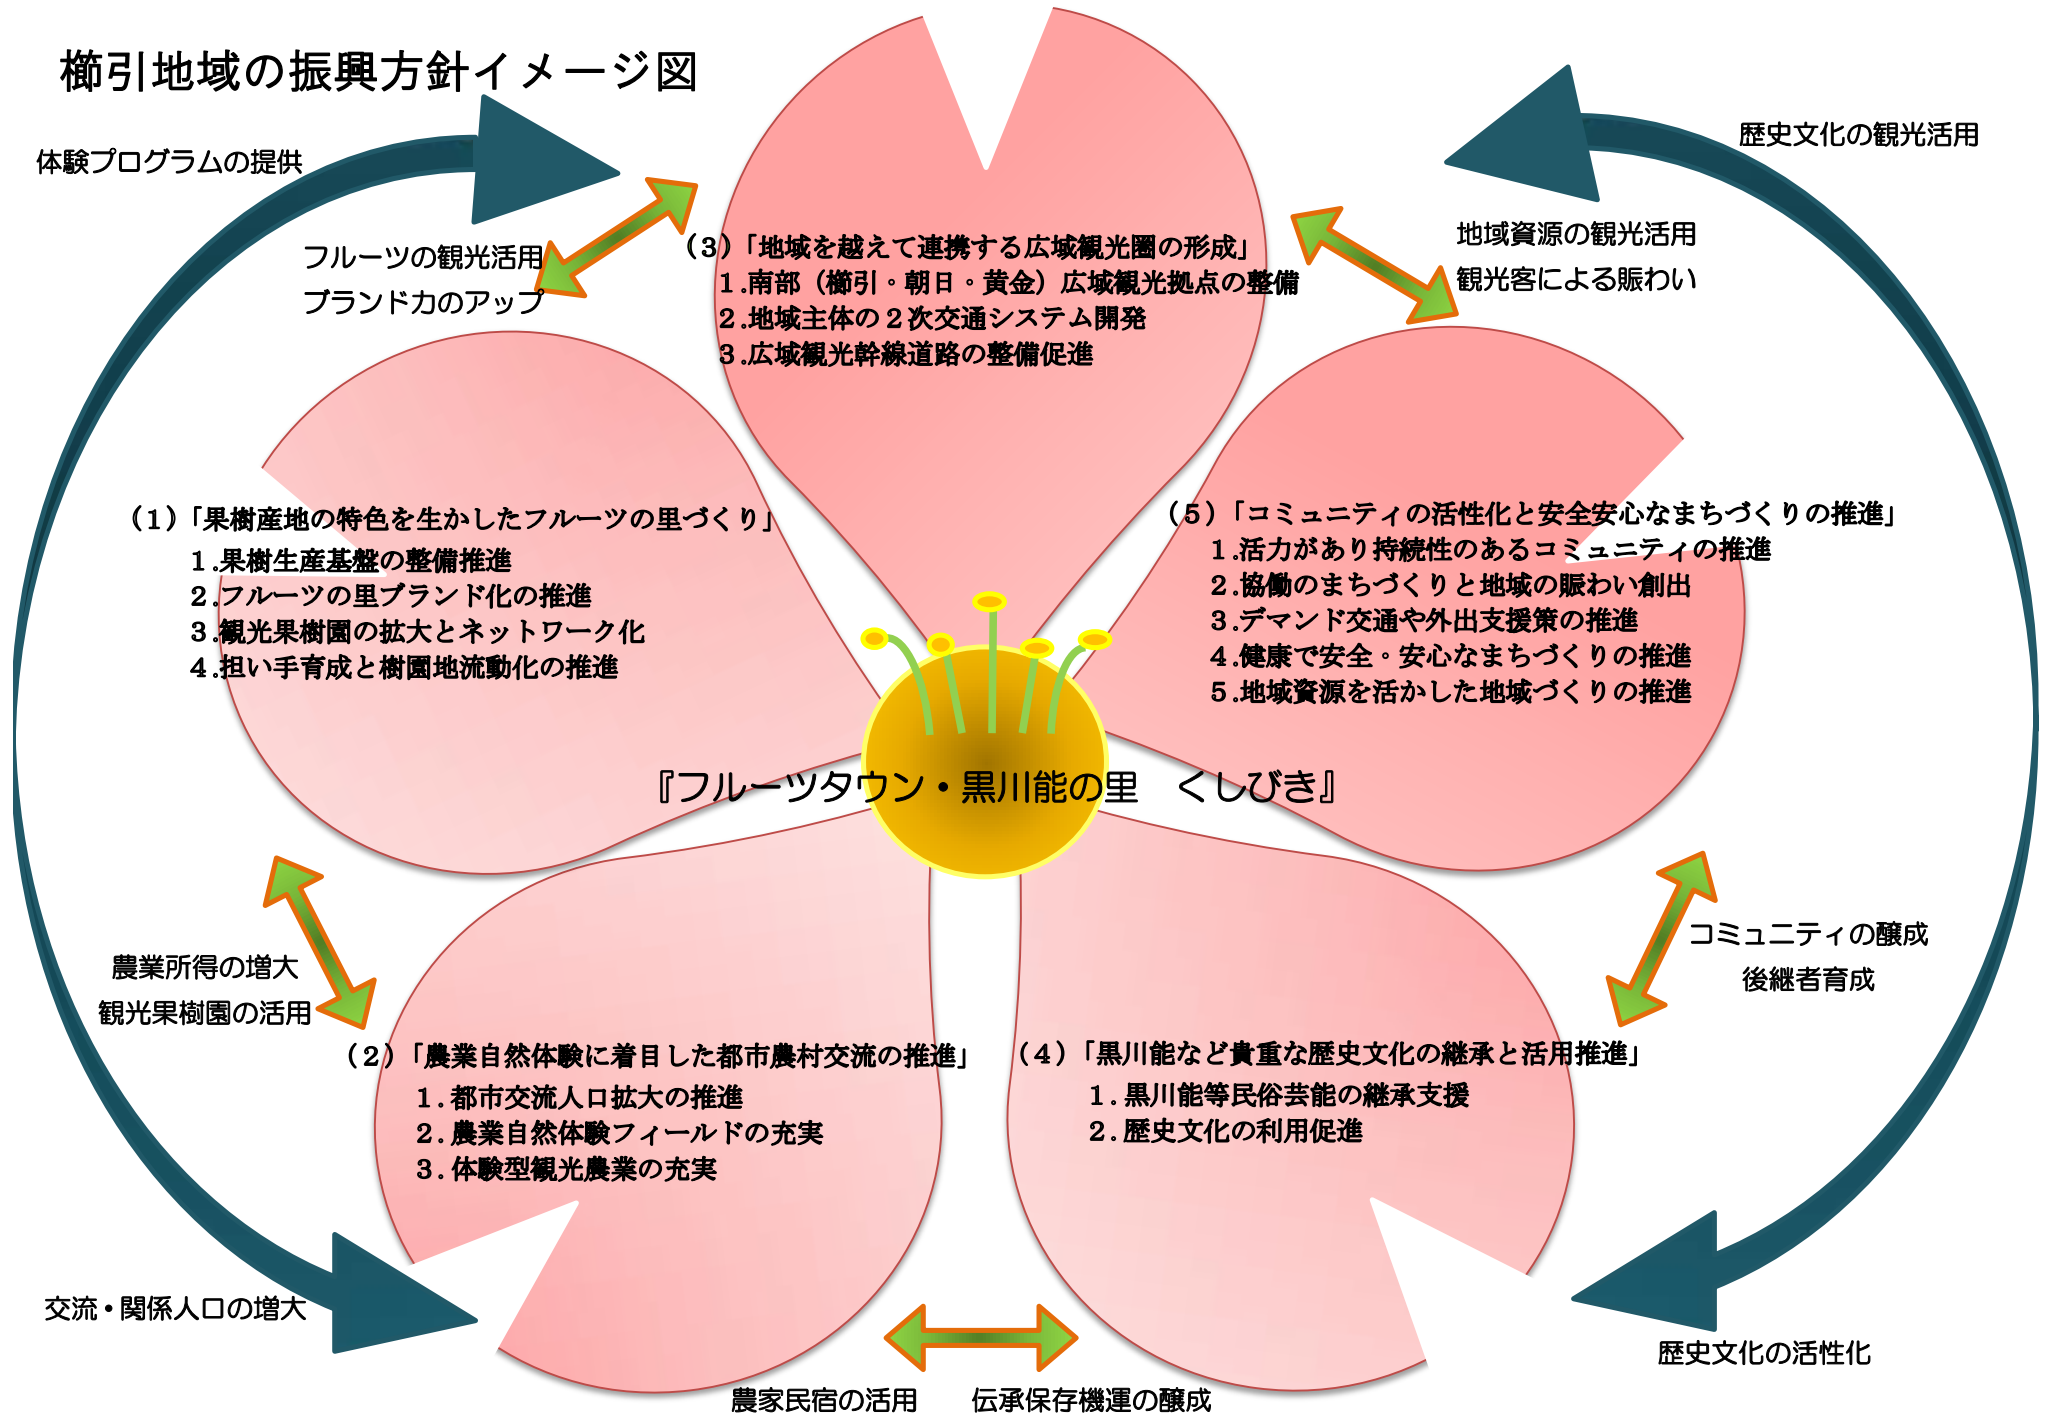 櫛引地域の振興方針イメージ図
体験プログラムの提供
歴史文化の観光活用
フルーツの観光活用
ブランド力のアップ
地域資源の観光活用
観光客による賑わい
（３）「地域を越えて連携する広域観光圏の形成」
１.南部（櫛引・朝日・黄金）広域観光拠点の整備
２.地域主体の２次交通システム開発
３.広域観光幹線道路の整備促進
（１）「果樹産地の特色を生かしたフルーツの里づくり」
１.果樹生産基盤の整備推進
２.フルーツの里ブランド化の推進
３.観光果樹園の拡大とネットワーク化
４.担い手育成と樹園地流動化の推進
（５）「コミュニティの活性化と安全安心なまちづくりの推進」
１.活力があり持続性のあるコミュニティの推進
２.協働のまちづくりと地域の賑わい創出
３.デマンド交通や外出支援策の推進
４.健康で安全・安心なまちづくりの推進
５.地域資源を活かした地域づくりの推進
『フルーツタウン・黒川能の里　くしびき』
農業所得の増大
観光果樹園の活用
コミュニティの醸成
後継者育成
（２）「農業自然体験に着目した都市農村交流の推進」
１.都市交流人口拡大の推進
２.農業自然体験フィールドの充実
３.体験型観光農業の充実
（４）「黒川能など貴重な歴史文化の継承と活用推進」
１.黒川能等民俗芸能の継承支援
２.歴史文化の利用促進
交流・関係人口の増大
歴史文化の活性化
農家民宿の活用　　伝承保存機運の醸成